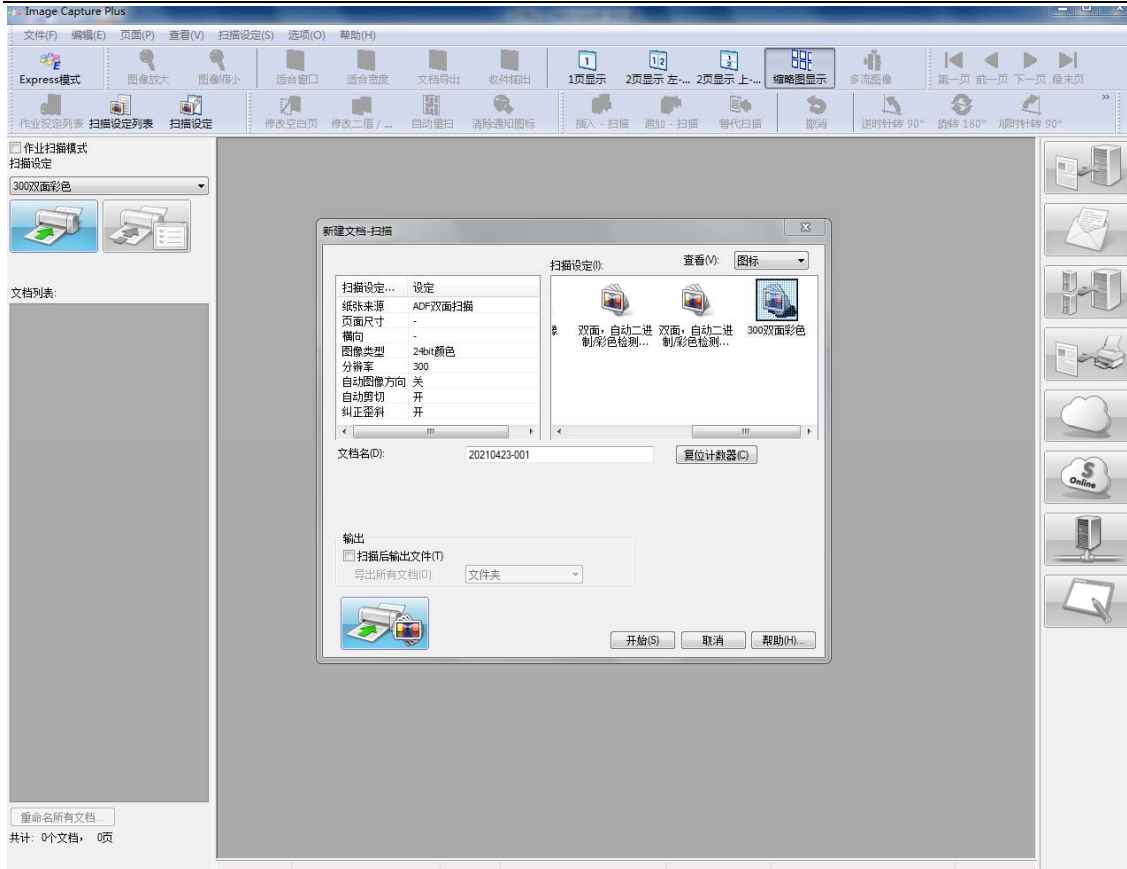 Image Capture Plus
文件(F) 编辑(E) 页面(P) 查看(V) 扫描设定(S) 选项(O) 帮助(H)
Express模式 图像放大 图像缩小 适合窗口 适合宽度 文档导出 收件输出 1页显示 2页显示 左-... 2页显示 上-... 缩略图显示 多流图像 第一页 前一页 下一页 最末页
作业设定列表 扫描设定列表 扫描设定 修改空白页 修改二值 / ... 自动重扫 清除通知图标 插入 - 扫描 追加 - 扫描 替代扫描 撤消 逆时针转 90° 旋转 180° 顺时针转 90°
作业扫描模式
扫描设定
300双面彩色
文档列表:
重命名所有文档...
共计: 0个文档, 0页
新建文档-扫描
扫描设定(I): 查看(V): 图标
扫描设定... 设定
纸张来源 ADF双面扫描
页面尺寸 -
横向 -
图像类型 24bit颜色
分辨率 300
自动图像方向 关
自动剪切 开
纠正歪斜 开
双面，自动二进制/彩色检测... 双面，自动二进制/彩色检测... 300双面彩色
文档名(D): 20210423-001 复位计数器(C)
输出
扫描后输出文件(T)
导出所有文档(O): 文件夹
开始(S) 取消 帮助(H)...
S
Online